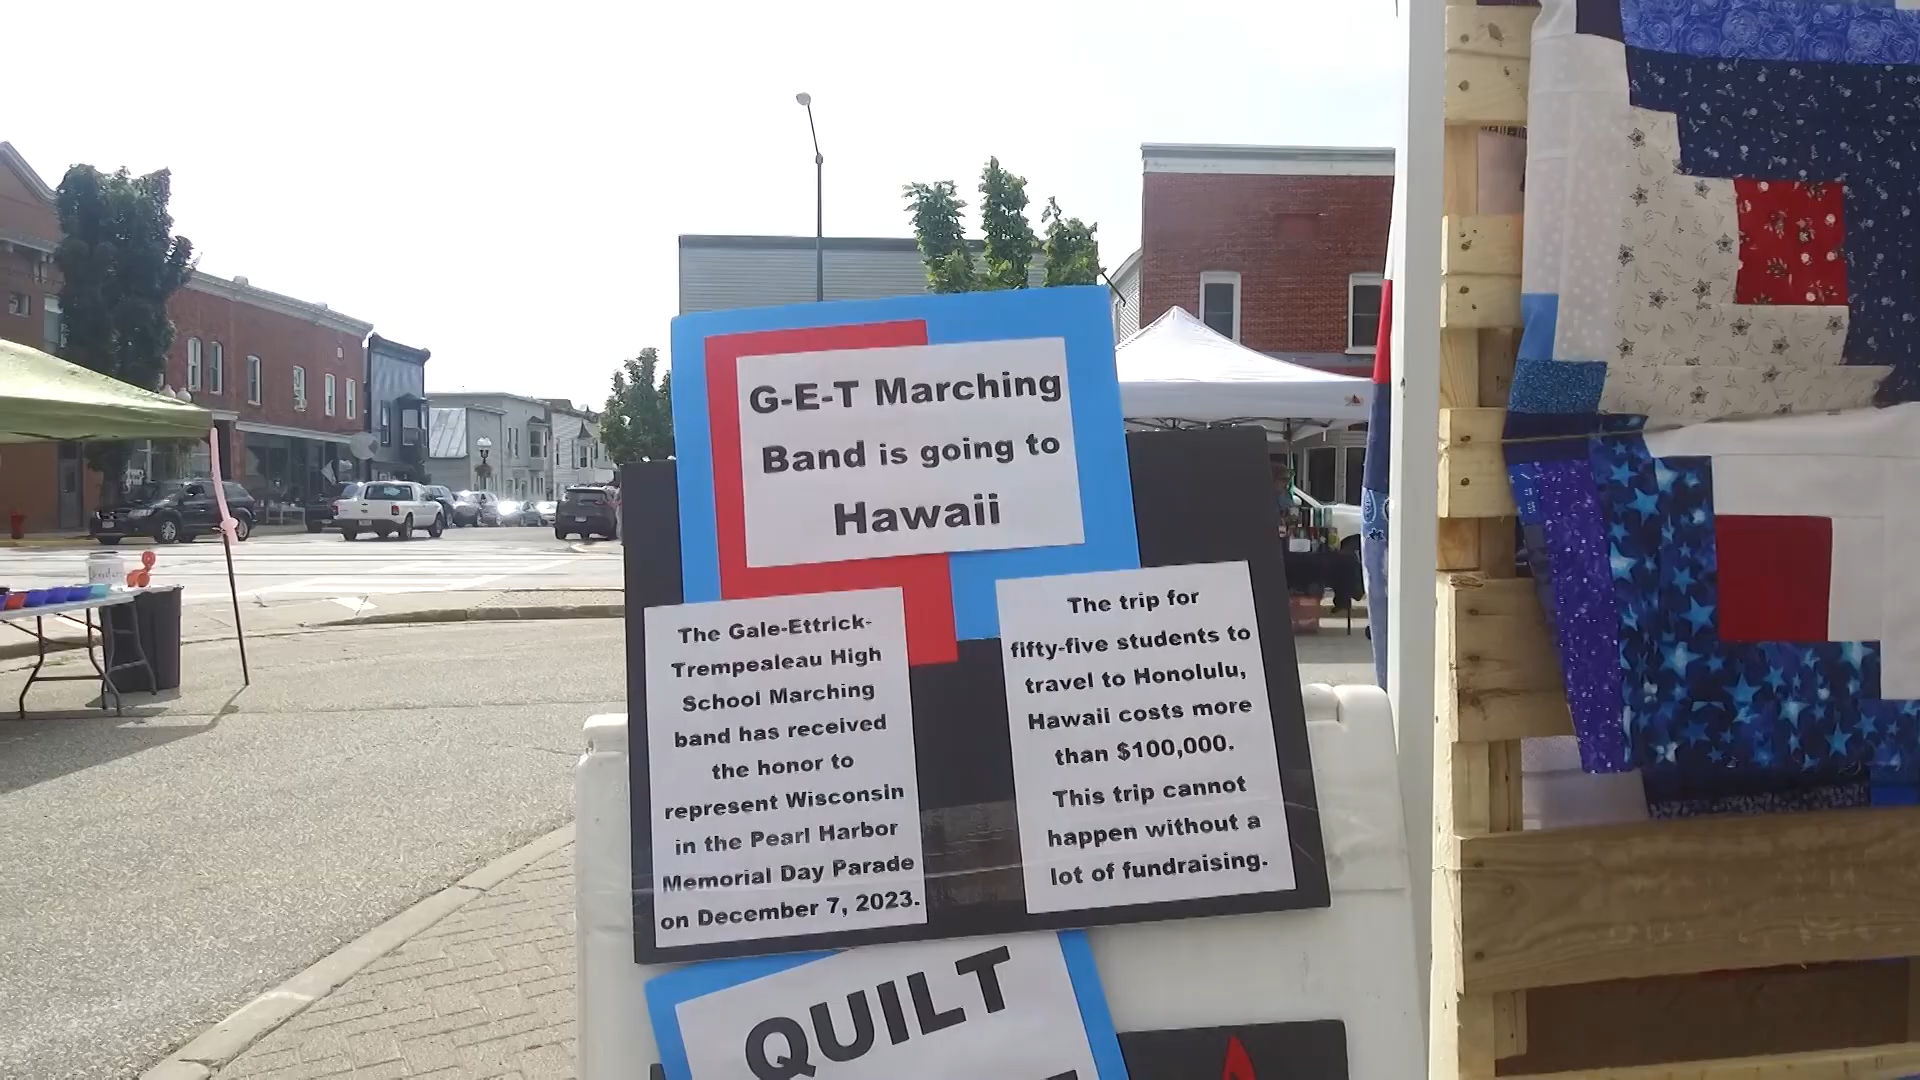 G-E-T Marching
Band is going to
Hawaii
The Gale-Ettrick-
Trempealeau High
School Marching
band has received
the honor to
represent Wisconsin
in the Pearl Harbor
Memorial Day Parade
on December 7, 2023.
The trip for
fifty-five students to
travel to Honolulu,
Hawaii costs more
than $100,000.
This trip cannot
happen without a
lot of fundraising.
QUILT